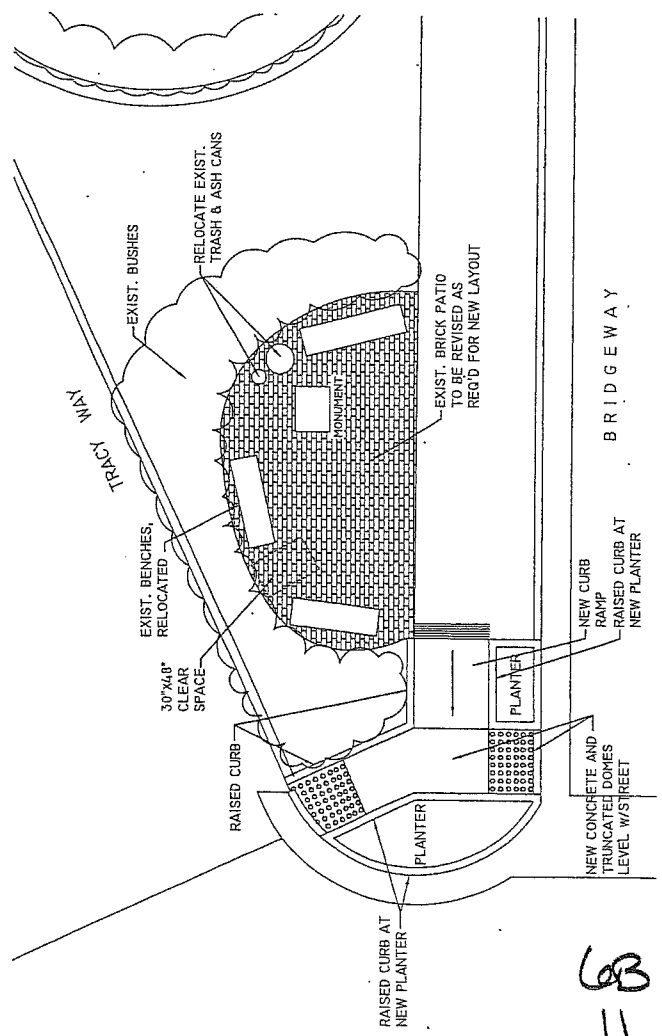 TRACY WAY
EXIST. BUSHES
RELOCATE EXIST.
TRASH & ASH CANS
EXIST. BENCHES,
RELOCATED
30"X48"
CLEAR
SPACE
RAISED CURB
MONUMENT
EXIST. BRICK PATIO
TO BE REVISED AS
REQ'D FOR NEW LAYOUT
BRIDGEWAY
NEW CURB
RAMP
RAISED CURB AT
NEW PLANTER
PLANTER
PLANTER
NEW CONCRETE AND
TRUNCATED DOMES
LEVEL W/STREET
RAISED CURB AT
NEW PLANTER
6B
11